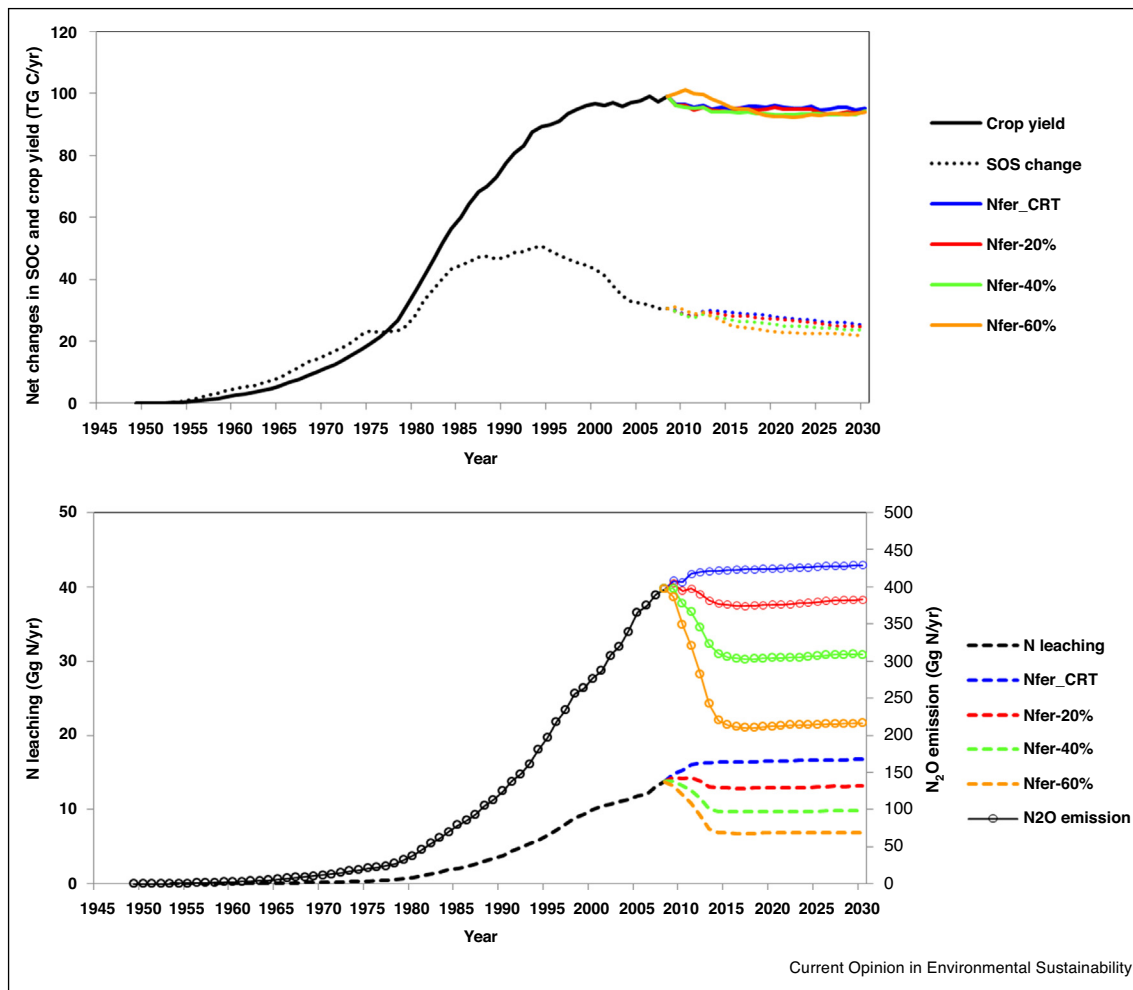 Net changes in SOC and crop yield (TG C/yr)
120
100
80
60
40
20
0
1945 1950 1955 1960 1965 1970 1975 1980 1985 1990 1995 2000 2005 2010 2015 2020 2025 2030
Year
Crop yield
SOS change
Nfer_CRT
Nfer-20%
Nfer-40%
Nfer-60%
N leaching (Gg N/yr)
50
40
30
20
10
0
1945 1950 1955 1960 1965 1970 1975 1980 1985 1990 1995 2000 2005 2010 2015 2020 2025 2030
Year
500
450
400
350
300
250
200
150
100
50
0
N₂O emission (Gg N/yr)
N leaching
Nfer_CRT
Nfer-20%
Nfer-40%
Nfer-60%
N2O emission
Current Opinion in Environmental Sustainability